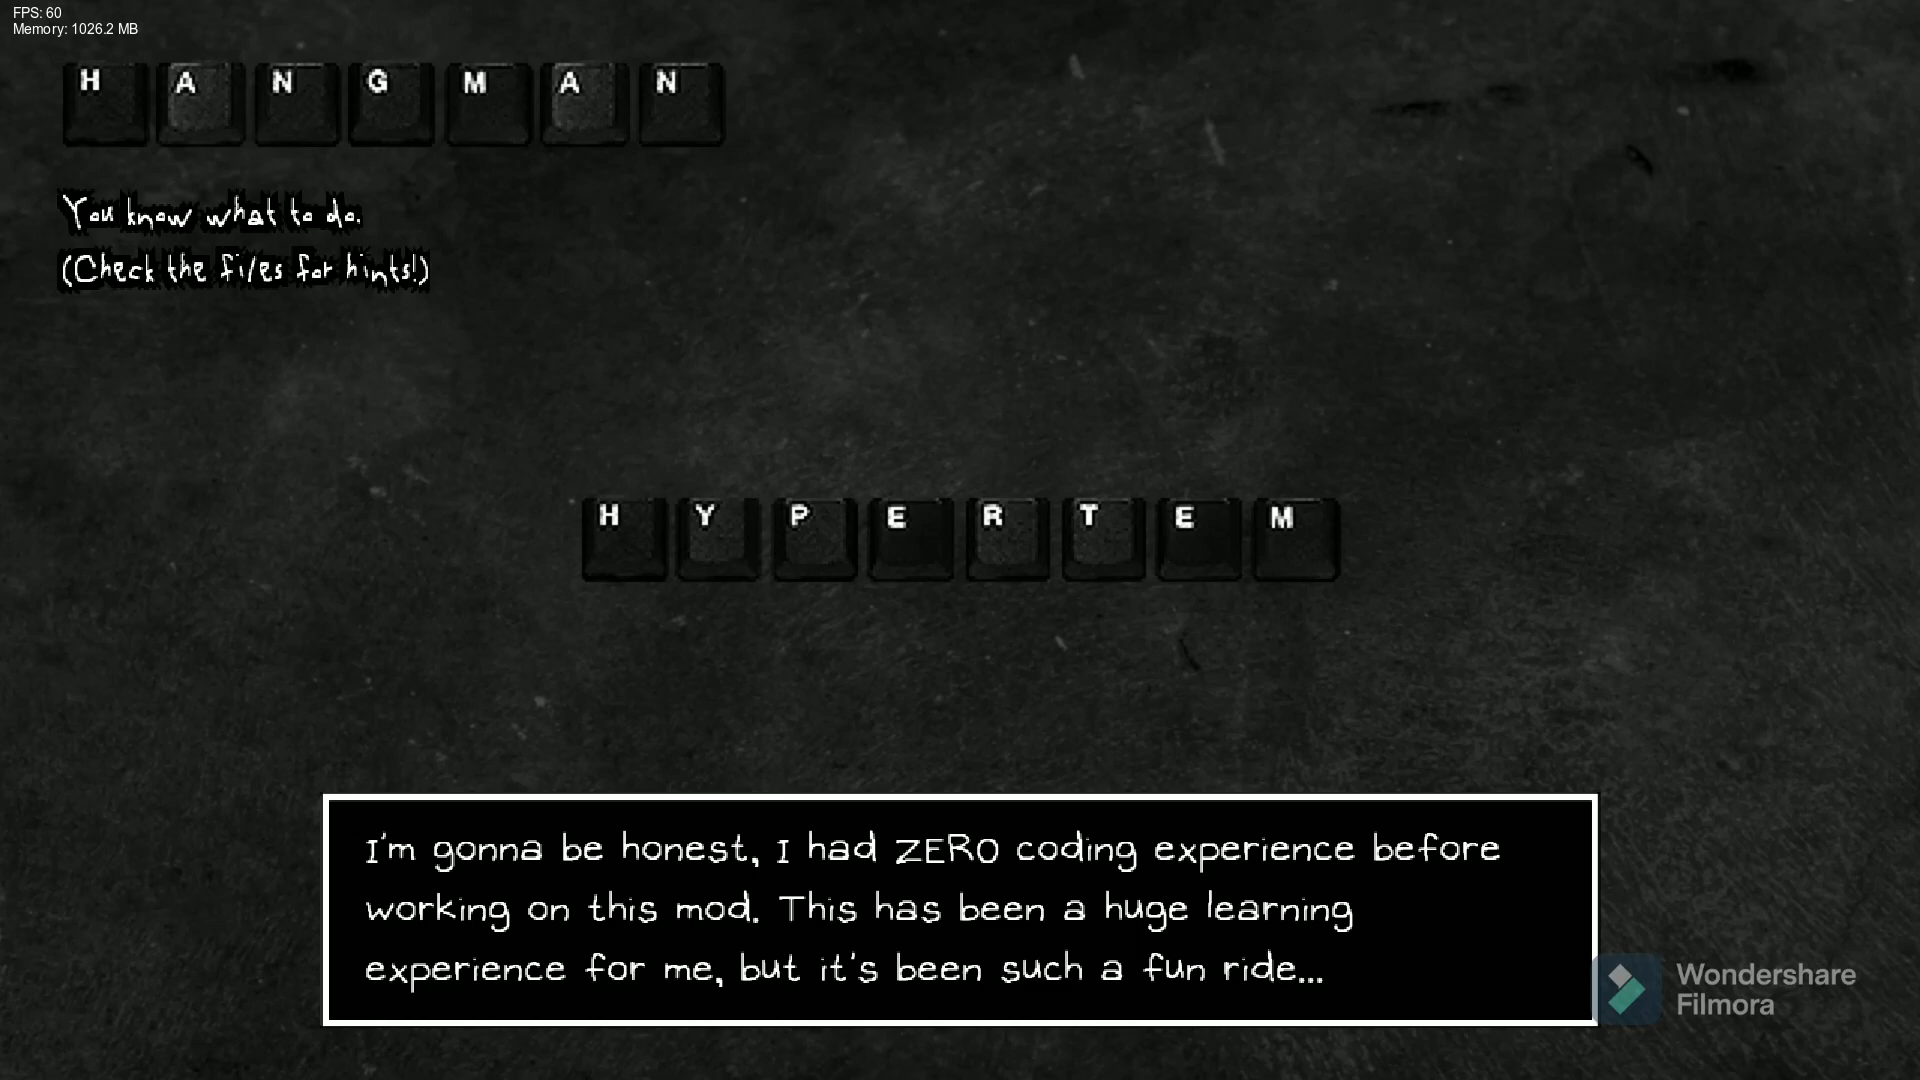 FPS: 60
Memory: 1026.2 MB
HANGMAN
You know what to do.
(Check the files for hints!)
HYPERTEM
I'm gonna be honest, I had ZERO coding experience before
working on this mod. This has been a huge learning
experience for me, but it's been such a fun ride...
Wondershare
Filmora